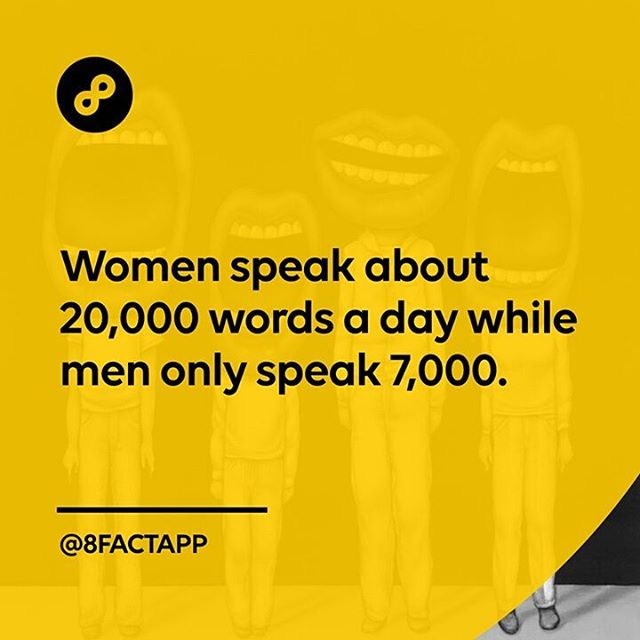 Women speak about
20,000 words a day while
men only speak 7,000.
@8FACTAPP